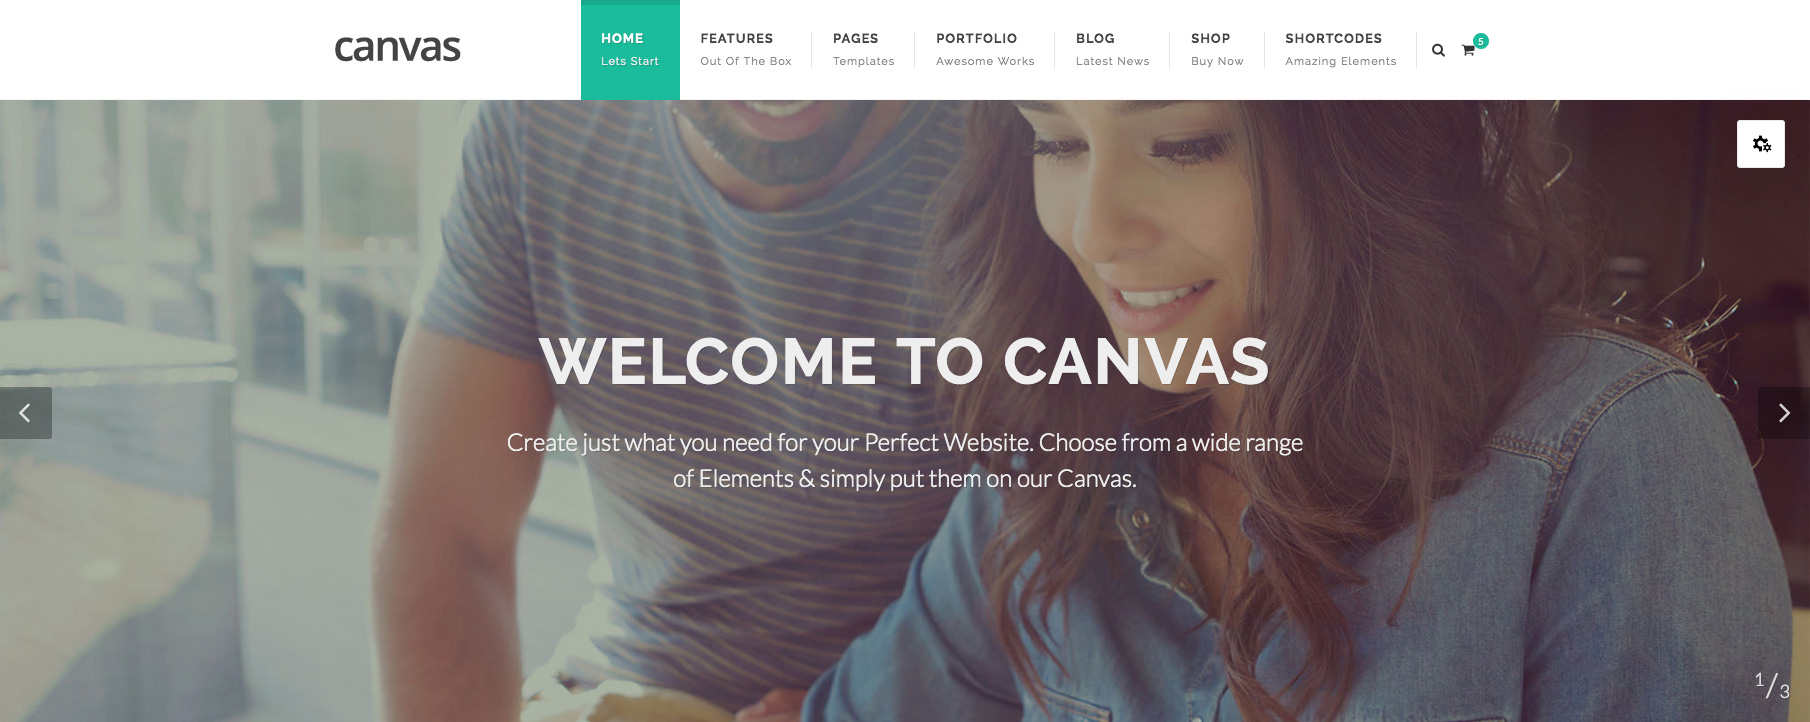 canvas
HOME
Lets Start
FEATURES
Out Of The Box
PAGES
Templates
PORTFOLIO
Awesome Works
BLOG
Latest News
SHOP
Buy Now
SHORTCODES
Amazing Elements
5
WELCOME TO CANVAS
Create just what you need for your Perfect Website. Choose from a wide range
of Elements & simply put them on our Canvas.
1/3